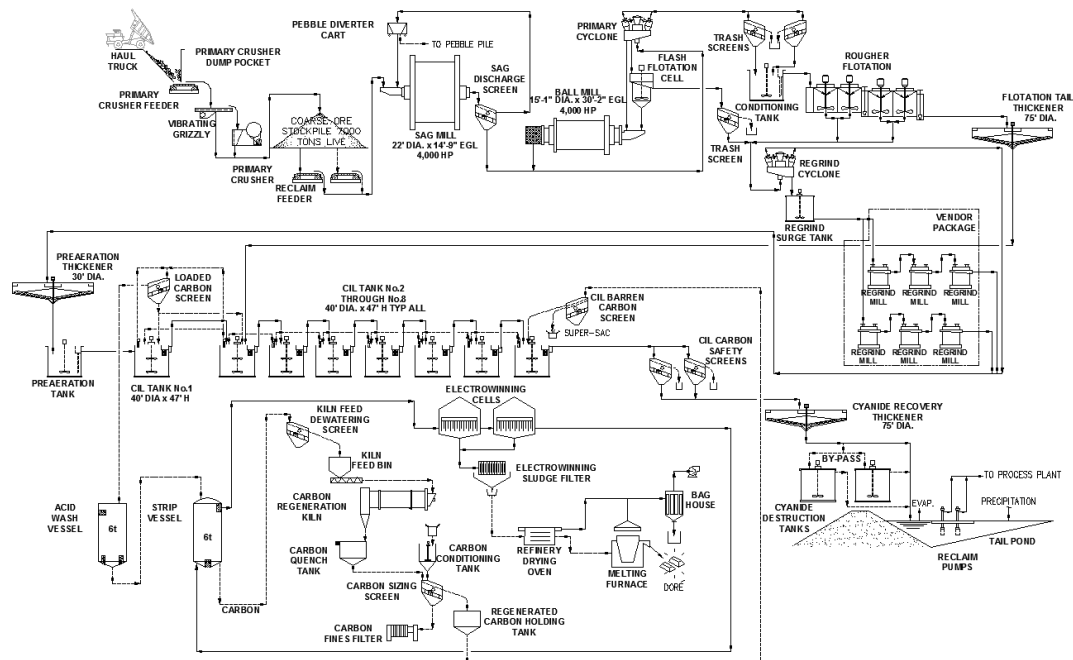 PEBBLE DIVERTER
CART
TO PEBBLE PILE
HAUL
TRUCK
PRIMARY CRUSHER
DUMP POCKET
PRIMARY
CRUSHER FEEDER
VIBRATING
GRIZZLY
COARSE ORE
STOCKPILE 7000
TONS LIVE
PRIMARY
CRUSHER
RECLAIM
FEEDER
SAG MILL
22' DIA. x 14'-9" EGL
4,000 HP
SAG
DISCHARGE
SCREEN
BALL MILL
15'-1" DIA. x 30'-2" EGL
4,000 HP
PRIMARY
CYCLONE
FLASH
FLOTATION
CELL
TRASH
SCREENS
CONDITIONING
TANK
TRASH
SCREEN
ROUGHER
FLOTATION
FLOTATION TAIL
THICKENER
75' DIA.
REGRIND
CYCLONE
REGRIND
SURGE TANK
VENDOR
PACKAGE
REGRIND
MILL
REGRIND
MILL
REGRIND
MILL
REGRIND
MILL
REGRIND
MILL
REGRIND
MILL
PREAERATION
THICKENER
30' DIA.
LOADED
CARBON
SCREEN
CIL TANK No.2
THROUGH No.8
40' DIA. x 47' H TYP ALL
CIL BARREN
CARBON
SCREEN
SUPER-SAC
CIL CARBON
SAFETY
SCREENS
PREAERATION
TANK
CIL TANK No.1
40' DIA x 47' H
KILN FEED
DEWATERING
SCREEN
ELECTROWINNING
CELLS
CYANIDE RECOVERY
THICKENER
75' DIA.
KILN
FEED BIN
ELECTROWINNING
SLUDGE FILTER
BY-PASS
TO PROCESS PLANT
ACID
WASH
VESSEL
6t
STRIP
VESSEL
6t
CARBON
REGENERATION
KILN
BAG
HOUSE
CYANIDE
DESTRUCTION
TANKS
EVAP.
PRECIPITATION
TAIL POND
RECLAIM
PUMPS
CARBON
QUENCH
TANK
CARBON
CONDITIONING
TANK
REFINERY
DRYING
OVEN
MELTING
FURNACE
DORE
CARBON
CARBON SIZING
SCREEN
REGENERATED
CARBON HOLDING
TANK
CARBON
FINES FILTER